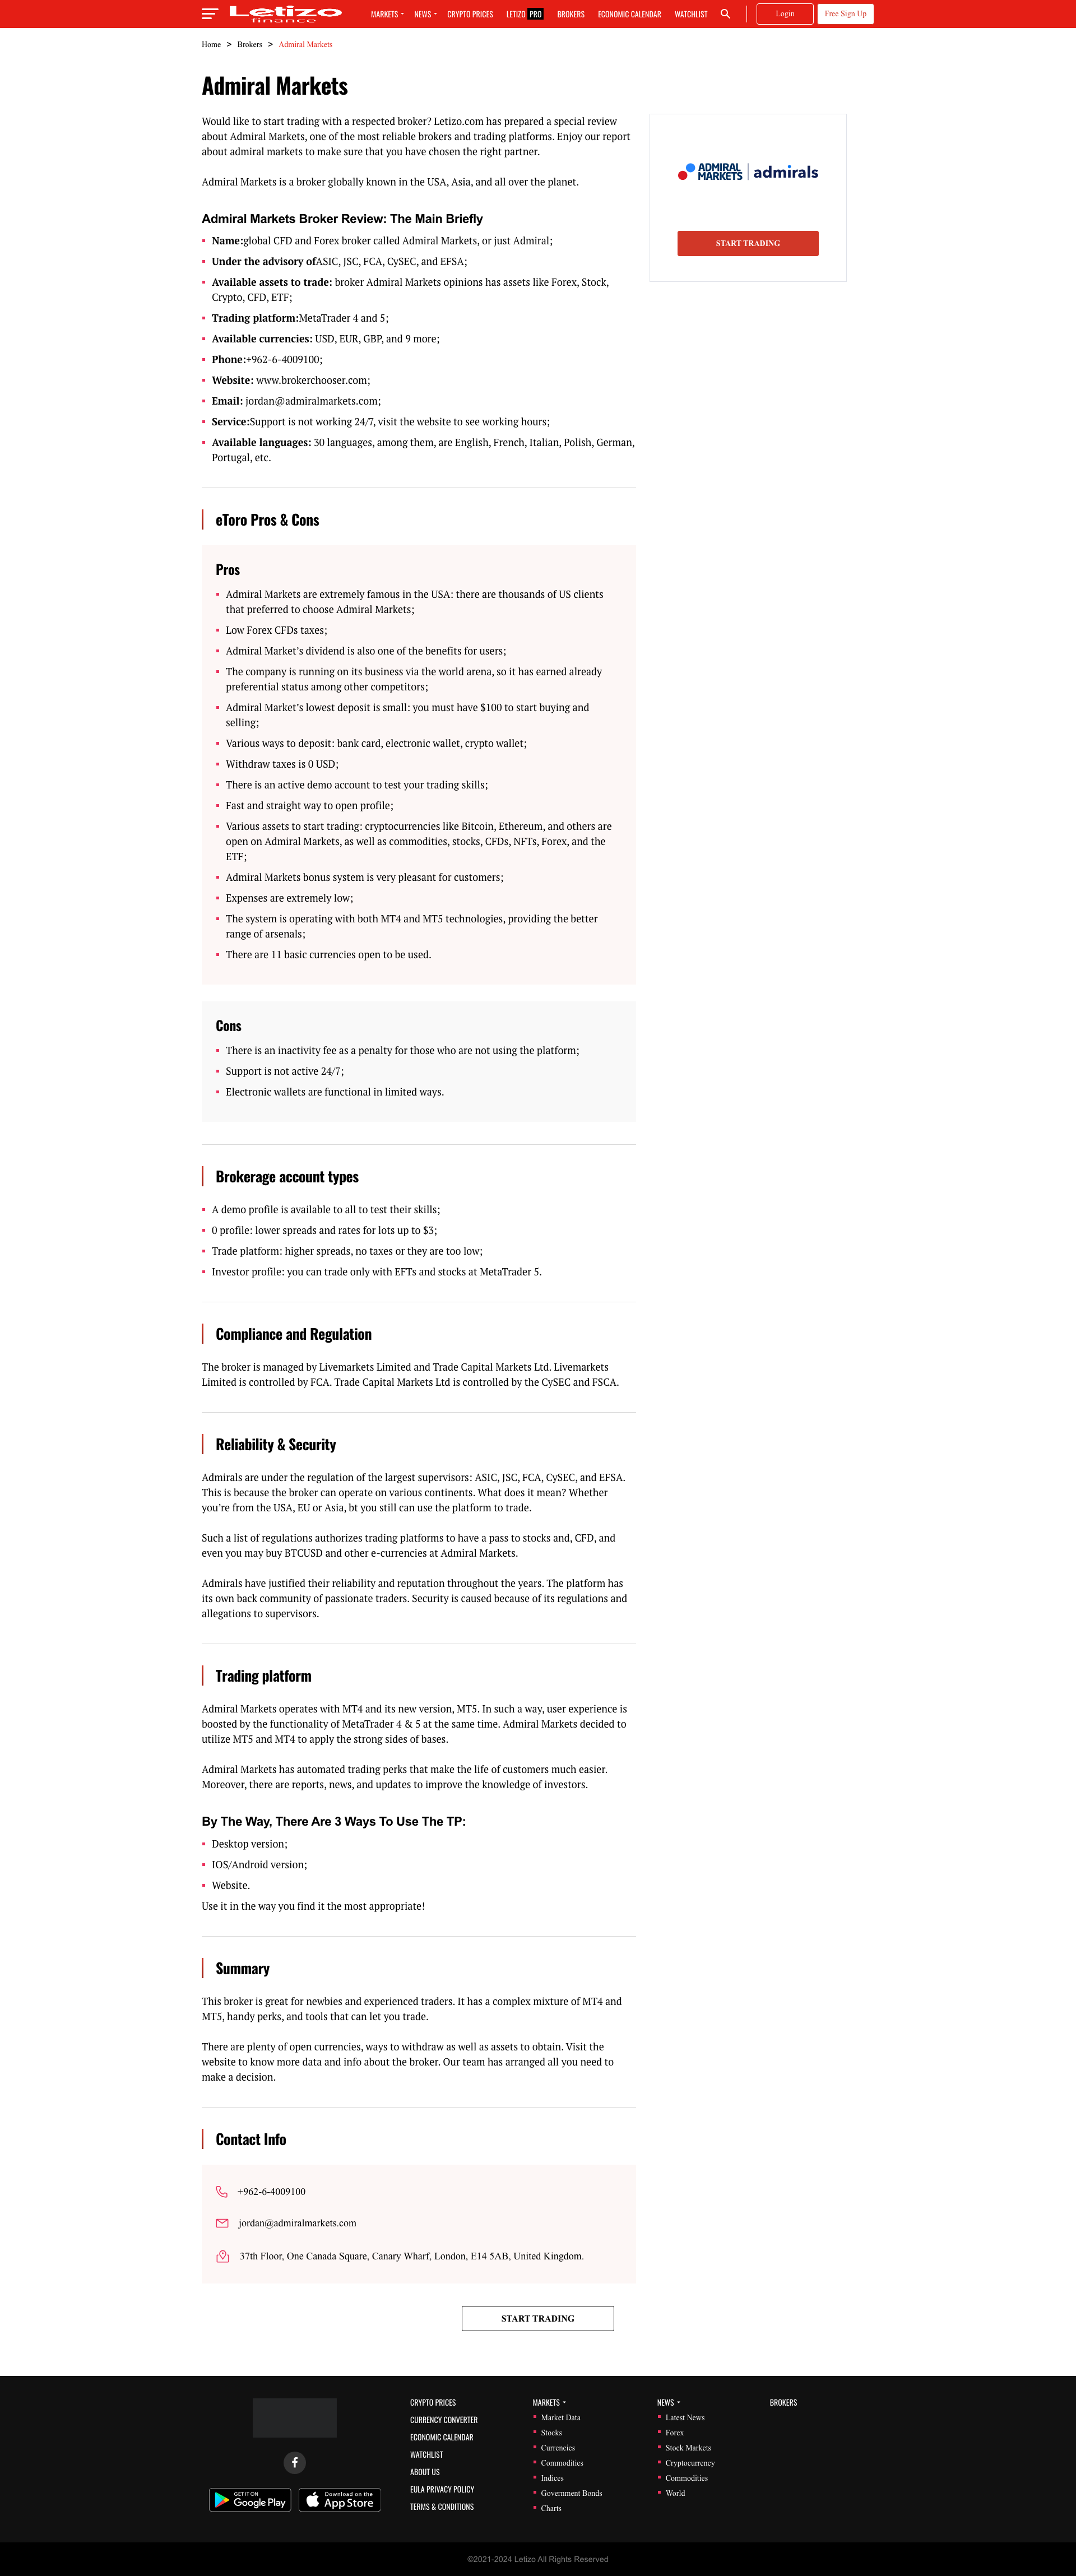 Letizo
finance
MARKETS
NEWS
CRYPTO PRICES
LETIZO PRO
BROKERS
ECONOMIC CALENDAR
WATCHLIST
Login
Free Sign Up
Home > Brokers > Admiral Markets
Admiral Markets
Would like to start trading with a respected broker? Letizo.com has prepared a special review
about Admiral Markets, one of the most reliable brokers and trading platforms. Enjoy our report
about admiral markets to make sure that you have chosen the right partner.
Admiral Markets is a broker globally known in the USA, Asia, and all over the planet.
ADMIRAL
MARKETS
admirals
START TRADING
Admiral Markets Broker Review: The Main Briefly
Name:global CFD and Forex broker called Admiral Markets, or just Admiral;
Under the advisory ofASIC, JSC, FCA, CySEC, and EFSA;
Available assets to trade: broker Admiral Markets opinions has assets like Forex, Stock,
Crypto, CFD, ETF;
Trading platform:MetaTrader 4 and 5;
Available currencies: USD, EUR, GBP, and 9 more;
Phone:+962-6-4009100;
Website: www.brokerchooser.com;
Email: jordan@admiralmarkets.com;
Service:Support is not working 24/7, visit the website to see working hours;
Available languages: 30 languages, among them, are English, French, Italian, Polish, German,
Portugal, etc.
eToro Pros & Cons
Pros
Admiral Markets are extremely famous in the USA: there are thousands of US clients
that preferred to choose Admiral Markets;
Low Forex CFDs taxes;
Admiral Market's dividend is also one of the benefits for users;
The company is running on its business via the world arena, so it has earned already
preferential status among other competitors;
Admiral Market's lowest deposit is small: you must have $100 to start buying and
selling;
Various ways to deposit: bank card, electronic wallet, crypto wallet;
Withdraw taxes is 0 USD;
There is an active demo account to test your trading skills;
Fast and straight way to open profile;
Various assets to start trading: cryptocurrencies like Bitcoin, Ethereum, and others are
open on Admiral Markets, as well as commodities, stocks, CFDs, NFTs, Forex, and the
ETF;
Admiral Markets bonus system is very pleasant for customers;
Expenses are extremely low;
The system is operating with both MT4 and MT5 technologies, providing the better
range of arsenals;
There are 11 basic currencies open to be used.
Cons
There is an inactivity fee as a penalty for those who are not using the platform;
Support is not active 24/7;
Electronic wallets are functional in limited ways.
Brokerage account types
A demo profile is available to all to test their skills;
0 profile: lower spreads and rates for lots up to $3;
Trade platform: higher spreads, no taxes or they are too low;
Investor profile: you can trade only with EFTs and stocks at MetaTrader 5.
Compliance and Regulation
The broker is managed by Livemarkets Limited and Trade Capital Markets Ltd. Livemarkets
Limited is controlled by FCA. Trade Capital Markets Ltd is controlled by the CySEC and FSCA.
Reliability & Security
Admirals are under the regulation of the largest supervisors: ASIC, JSC, FCA, CySEC, and EFSA.
This is because the broker can operate on various continents. What does it mean? Whether
you're from the USA, EU or Asia, bt you still can use the platform to trade.
Such a list of regulations authorizes trading platforms to have a pass to stocks and, CFD, and
even you may buy BTCUSD and other e-currencies at Admiral Markets.
Admirals have justified their reliability and reputation throughout the years. The platform has
its own back community of passionate traders. Security is caused because of its regulations and
allegations to supervisors.
Trading platform
Admiral Markets operates with MT4 and its new version, MT5. In such a way, user experience is
boosted by the functionality of MetaTrader 4 & 5 at the same time. Admiral Markets decided to
utilize MT5 and MT4 to apply the strong sides of bases.
Admiral Markets has automated trading perks that make the life of customers much easier.
Moreover, there are reports, news, and updates to improve the knowledge of investors.
By The Way, There Are 3 Ways To Use The TP:
Desktop version;
IOS/Android version;
Website.
Use it in the way you find it the most appropriate!
Summary
This broker is great for newbies and experienced traders. It has a complex mixture of MT4 and
MT5, handy perks, and tools that can let you trade.
There are plenty of open currencies, ways to withdraw as well as assets to obtain. Visit the
website to know more data and info about the broker. Our team has arranged all you need to
make a decision.
Contact Info
+962-6-4009100
jordan@admiralmarkets.com
37th Floor, One Canada Square, Canary Wharf, London, E14 5AB, United Kingdom.
START TRADING
GET IT ON
Google Play
Download on the
App Store
CRYPTO PRICES
CURRENCY CONVERTER
ECONOMIC CALENDAR
WATCHLIST
ABOUT US
EULA PRIVACY POLICY
TERMS & CONDITIONS
MARKETS
Market Data
Stocks
Currencies
Commodities
Indices
Government Bonds
Charts
NEWS
Latest News
Forex
Stock Markets
Cryptocurrency
Commodities
World
BROKERS
©2021-2024 Letizo All Rights Reserved